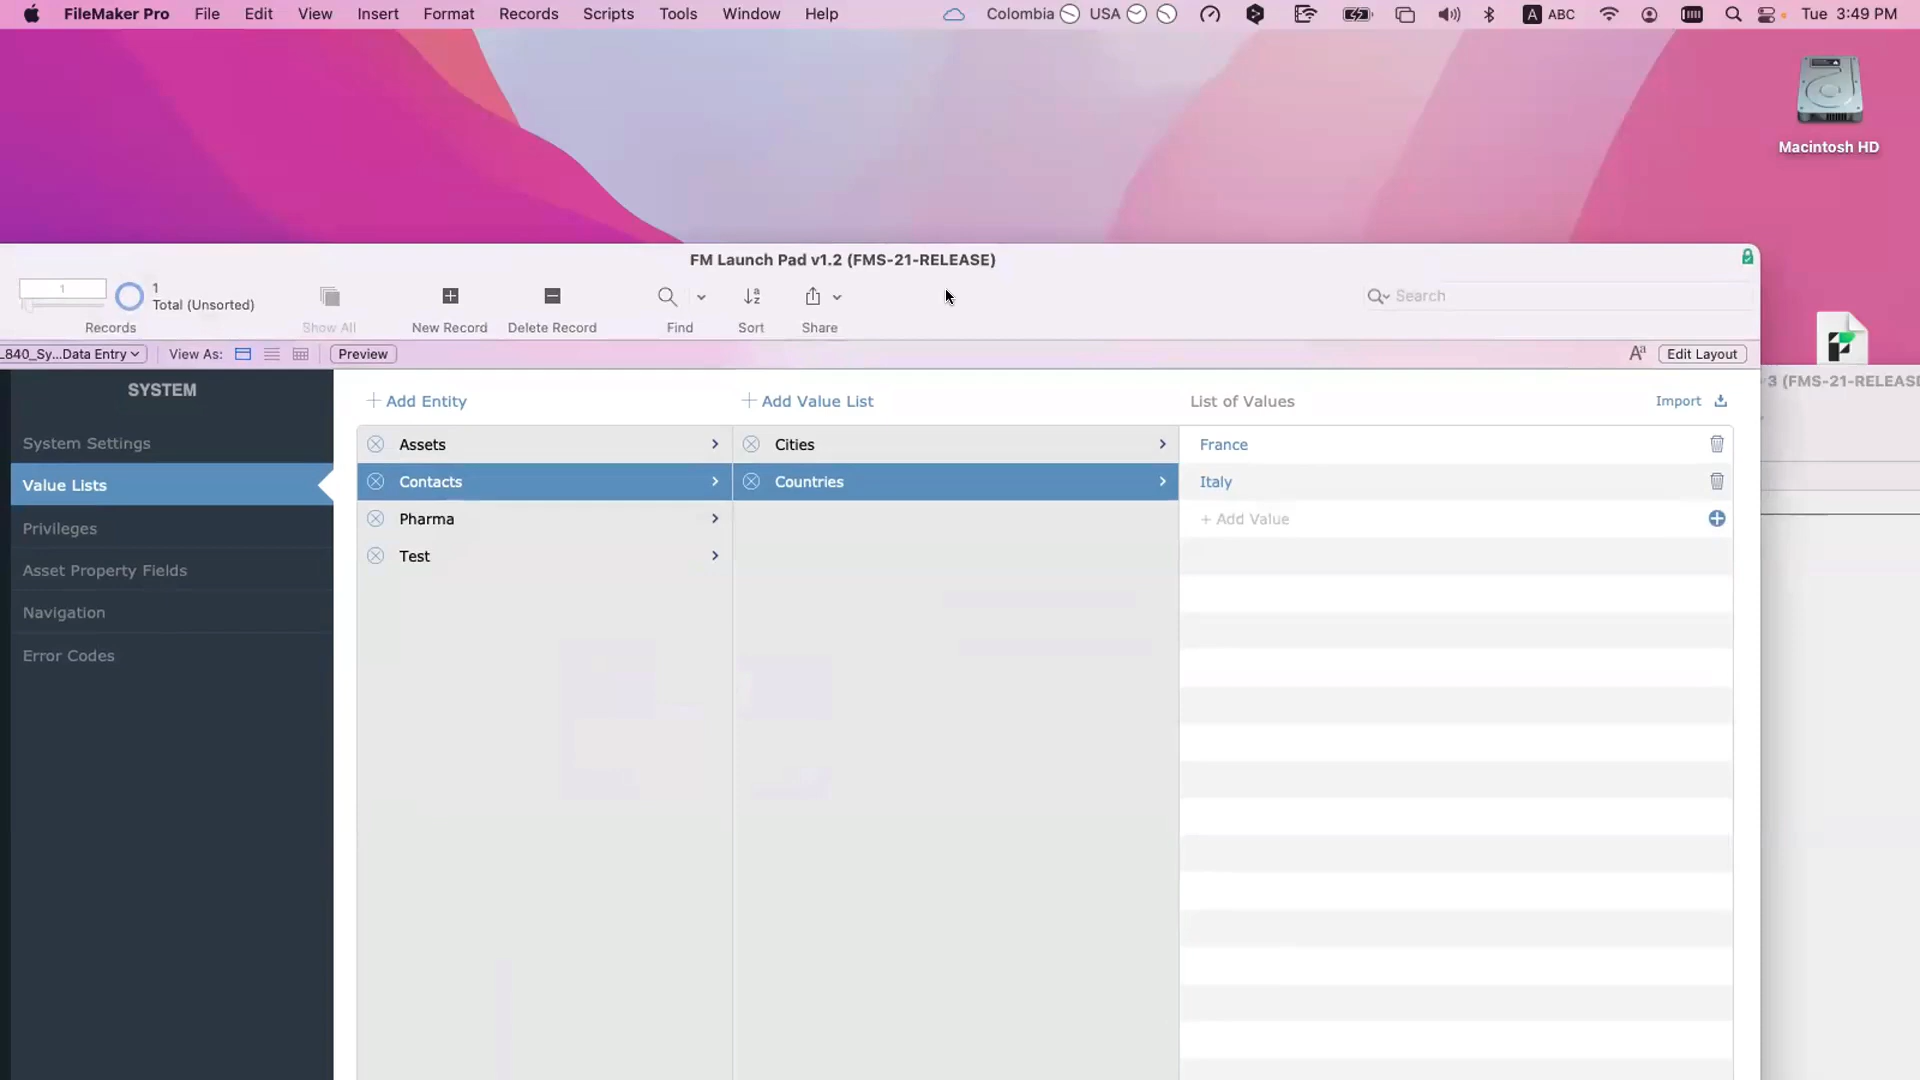 FileMaker Pro File Edit View Insert Format Records Scripts Tools Window Help Colombia USA A ABC Tue 3:49 PM
Macintosh HD
FM Launch Pad v1.2 (FMS-21-RELEASE)
1
1
Total (Unsorted)
Search
Records Show All New Record Delete Record Find Sort Share
L840_Sy...Data Entry View As: Preview Edit Layout
3 (FMS-21-RELEASE
SYSTEM
Add Entity Add Value List List of Values Import
System Settings Assets Cities France
Value Lists Contacts Countries Italy
Privileges Pharma + Add Value
Asset Property Fields Test
Navigation
Error Codes